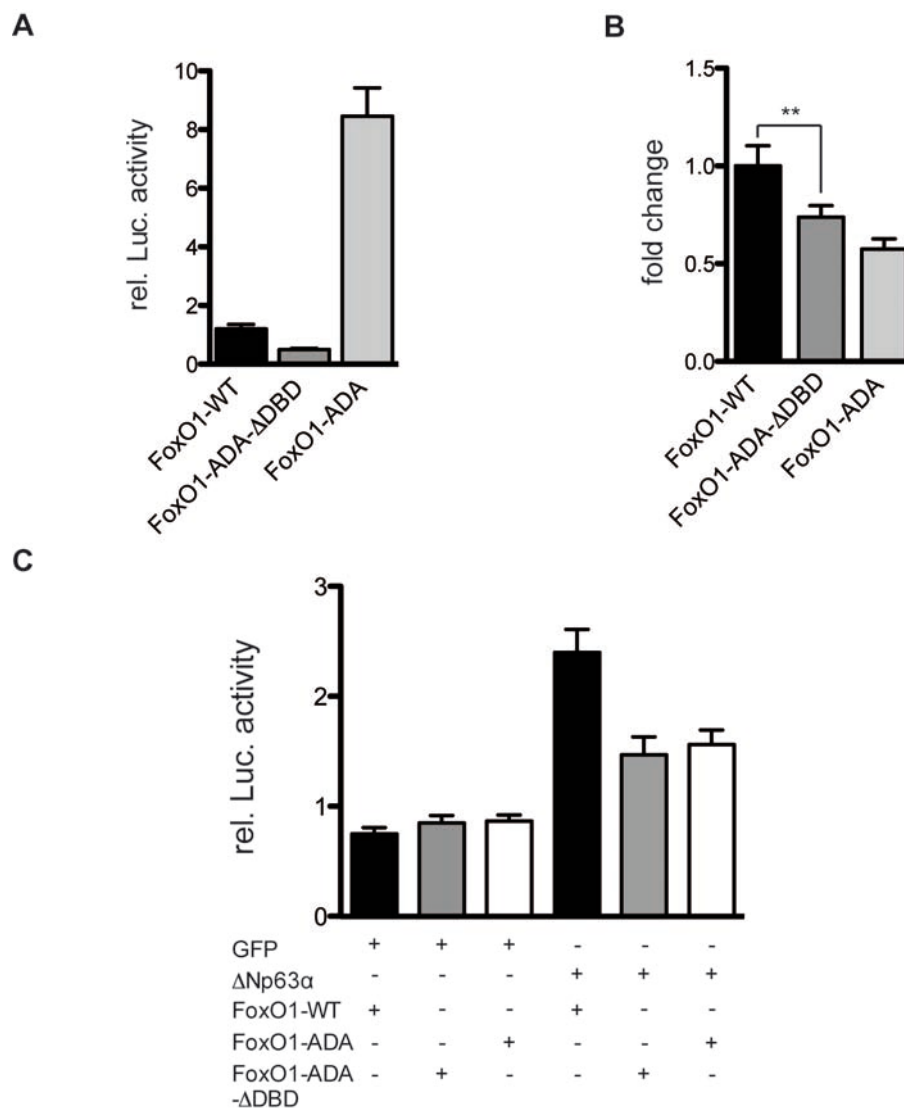 A
rel. Luc. activity
10
8
6
4
2
0
FoxO1-WT
FoxO1-ADA-ΔDBD
FoxO1-ADA
B
fold change
1.5
1.0
0.5
0.0
**
FoxO1-WT
FoxO1-ADA-ΔDBD
FoxO1-ADA
C
rel. Luc. activity
3
2
1
0
GFP + + + - - -
ΔNp63α - - - + + +
FoxO1-WT + - - + - -
FoxO1-ADA - - + - - +
FoxO1-ADA - + - - + -
-ΔDBD